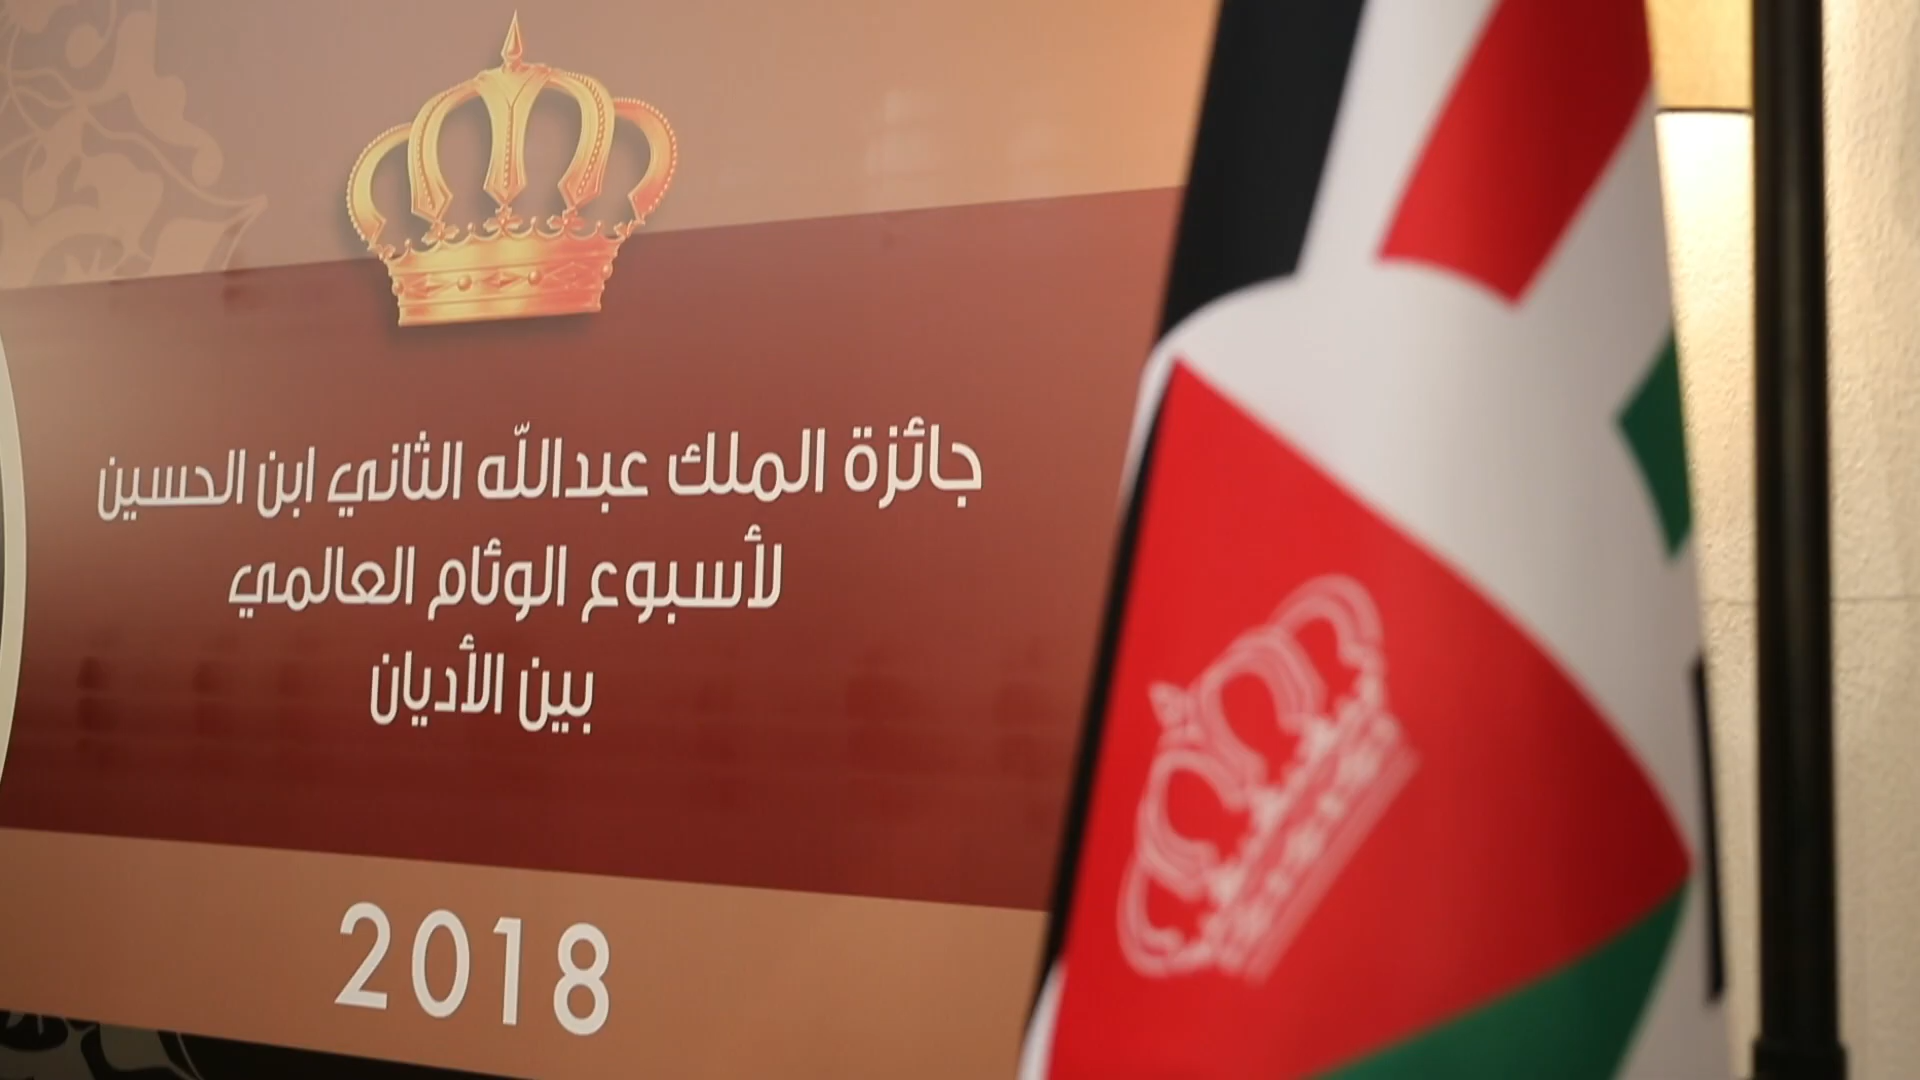 جائزة الملك عبدالله الثاني ابن الحسين
لأسبوع الوئام العالمي
بين الأديان
2018